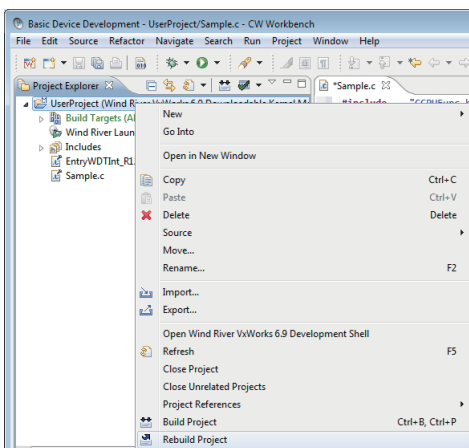 Basic Device Development - UserProject/Sample.c - CW Workbench
File Edit Source Refactor Navigate Search Run Project Window Help
Project Explorer
*Sample.c
UserProject (Wind River VxWorks 6.9 Downloadable Kernel M
#include
Build Targets (Al
Wind River Laun
Includes
EntryWDTInt_R1
Sample.c
New
Go Into
Open in New Window
Copy Ctrl+C
Paste Ctrl+V
Delete Delete
Source
Move...
Rename... F2
Import...
Export...
Open Wind River VxWorks 6.9 Development Shell
Refresh F5
Close Project
Close Unrelated Projects
Project References
Build Project Ctrl+B, Ctrl+P
Rebuild Project